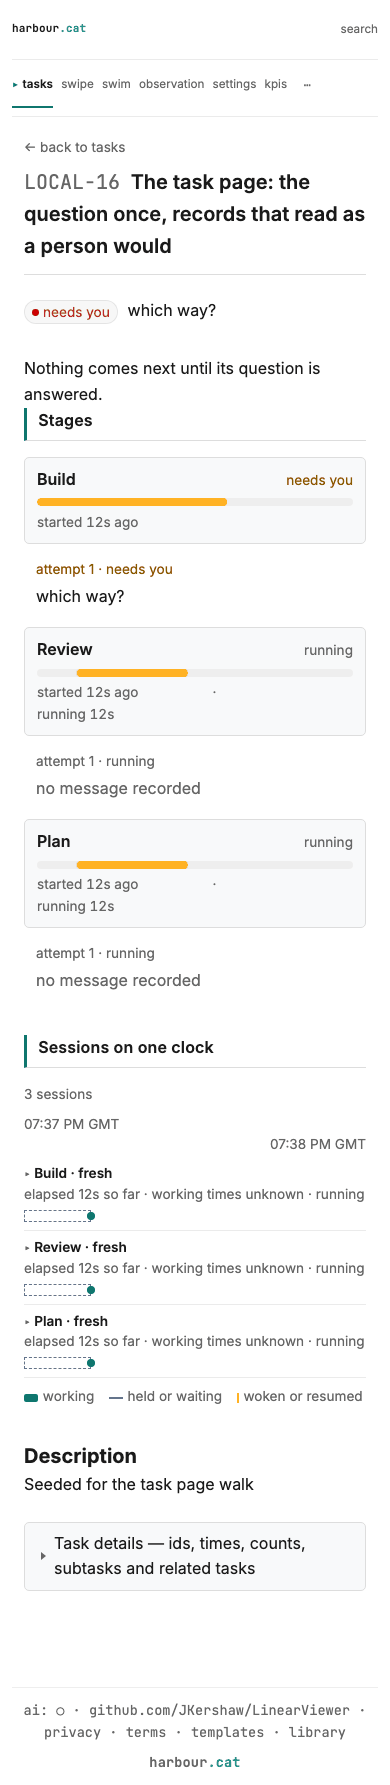 harbour.cat
search
▸ tasks swipe swim observation settings kpis …
← back to tasks
LOCAL-16 The task page: the
question once, records that read as
a person would
needs you which way?
Nothing comes next until its question is
answered.
Stages
Build needs you
started 12s ago
attempt 1 · needs you
which way?
Review running
started 12s ago ·
running 12s
attempt 1 · running
no message recorded
Plan running
started 12s ago ·
running 12s
attempt 1 · running
no message recorded
Sessions on one clock
3 sessions
07:37 PM GMT
07:38 PM GMT
▸ Build · fresh
elapsed 12s so far · working times unknown · running
▸ Review · fresh
elapsed 12s so far · working times unknown · running
▸ Plan · fresh
elapsed 12s so far · working times unknown · running
working held or waiting woken or resumed
Description
Seeded for the task page walk
Task details — ids, times, counts,
subtasks and related tasks
ai: ○ · github.com/JKershaw/LinearViewer ·
privacy · terms · templates · library
harbour.cat